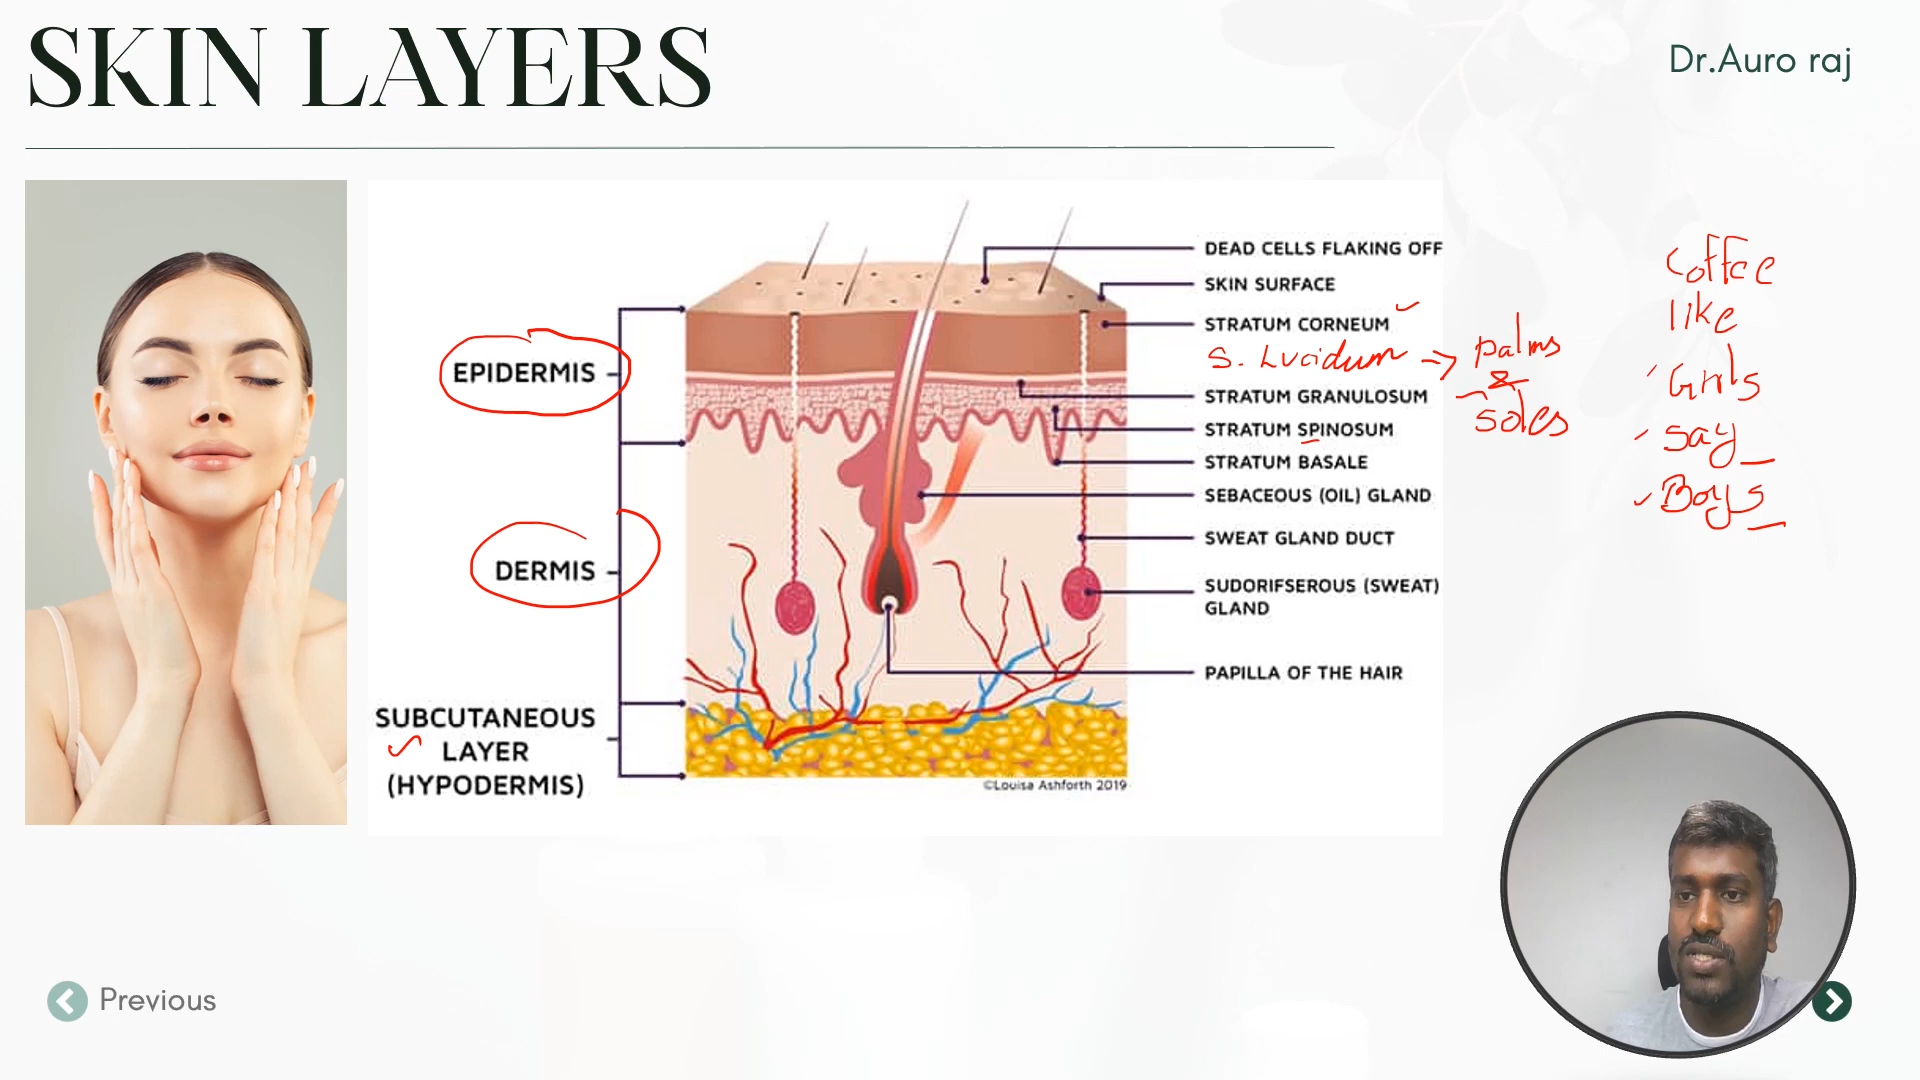 SKIN LAYERS
Dr.Auro raj
EPIDERMIS
DERMIS
SUBCUTANEOUS
LAYER
(HYPODERMIS)
DEAD CELLS FLAKING OFF
SKIN SURFACE
STRATUM CORNEUM
S. Lucidum => palms
&
soles
STRATUM GRANULOSUM
STRATUM SPINOSUM
STRATUM BASALE
SEBACEOUS (OIL) GLAND
SWEAT GLAND DUCT
SUDORIFSEROUS (SWEAT)
GLAND
PAPILLA OF THE HAIR
©Louisa Ashforth 2019
Coffee
like
Girls
say
Boys
Previous